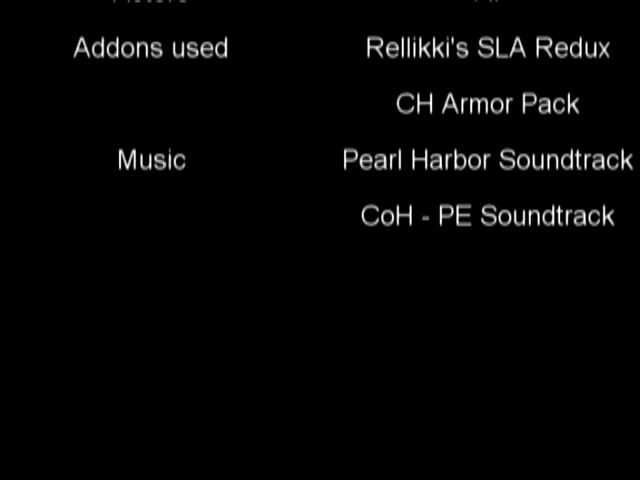 Addons used Rellikki's SLA Redux
CH Armor Pack
Music Pearl Harbor Soundtrack
CoH - PE Soundtrack